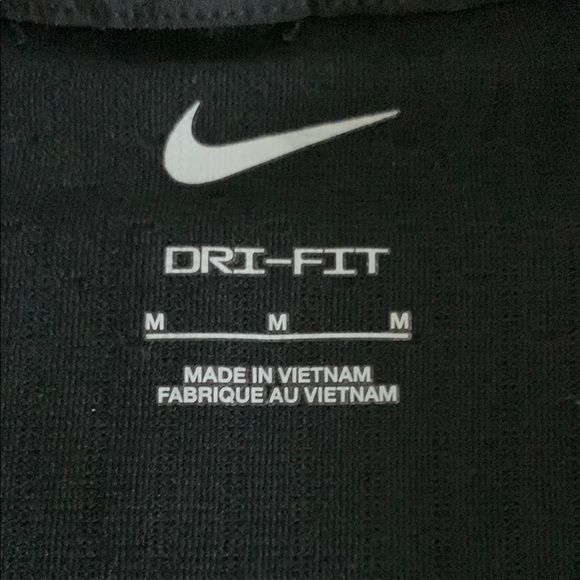 DRI-FIT
M M M
MADE IN VIETNAM
FABRIQUE AU VIETNAM